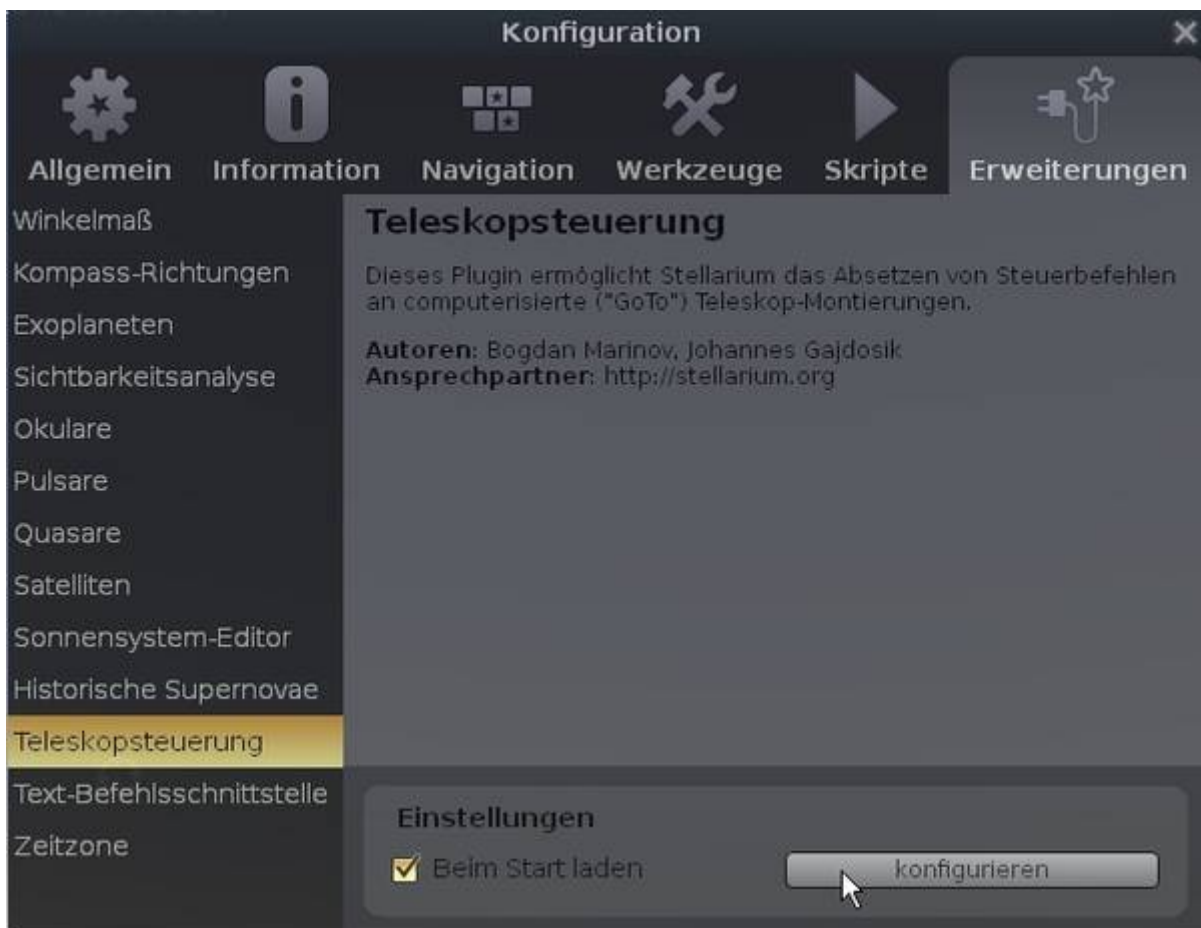 Konfiguration
Allgemein Information Navigation Werkzeuge Skripte Erweiterungen
Winkelmaß
Kompass-Richtungen
Exoplaneten
Sichtbarkeitsanalyse
Okulare
Pulsare
Quasare
Satelliten
Sonnensystem-Editor
Historische Supernovae
Teleskopsteuerung
Text-Befehlsschnittstelle
Zeitzone
Teleskopsteuerung
Dieses Plugin ermöglicht Stellarium das Absetzen von Steuerbefehlen
an computerisierte ("GoTo") Teleskop-Montierungen.
Autoren: Bogdan Marinov, Johannes Gajdosik
Ansprechpartner: http://stellarium.org
Einstellungen
Beim Start laden
konfigurieren